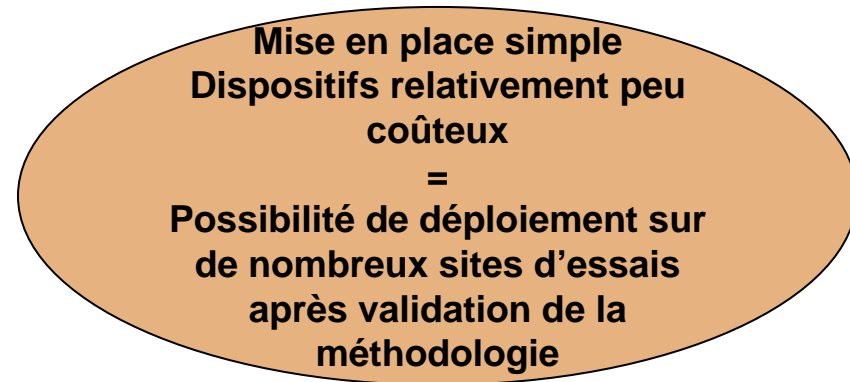 Mise en place simple
Dispositifs relativement peu
coûteux
=
Possibilité de déploiement sur
de nombreux sites d’essais
après validation de la
méthodologie